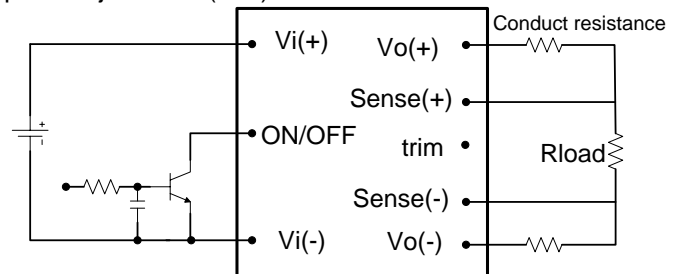 Conduct resistance
Vi(+)
Vo(+)
Sense(+)
ON/OFF
trim
Rload
Sense(-)
Vi(-)
Vo(-)
+
-